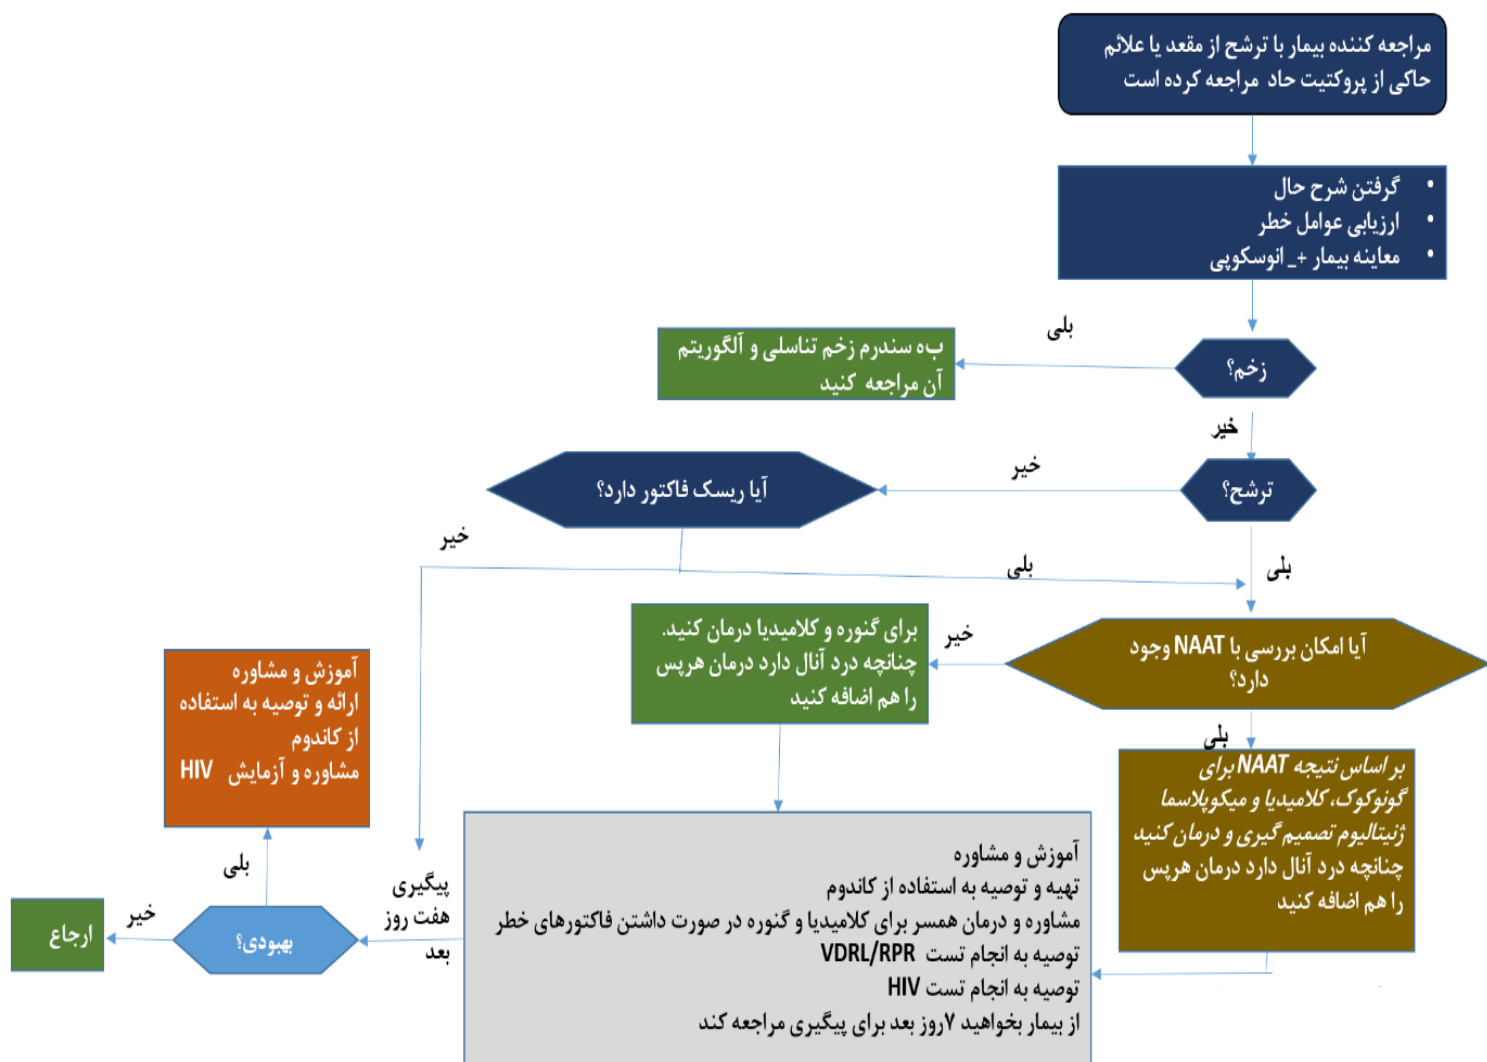 مراجعه کننده بیمار با ترشح از مقعد یا علائم
حاکی از پروکتیت حاد مراجعه کرده است
• گرفتن شرح حال
• ارزیابی عوامل خطر
• معاینه بیمار +_ انوسکوپی
زخم؟
بلی
به سندرم زخم تناسلی و آلگوریتم
آن مراجعه کنید
خیر
ترشح؟
خیر
آیا ریسک فاکتور دارد؟
خیر
بلی
بلی
آیا امکان بررسی با NAAT وجود
دارد؟
خیر
برای گنوره و کلامیدیا درمان کنید.
چنانچه درد آنال دارد درمان هرپس
را هم اضافه کنید
بلی
بر اساس نتیجه NAAT برای
گونوکوک، کلامیدیا و میکوپلاسما
ژنیتالیوم تصمیم گیری و درمان کنید
چنانچه درد آنال دارد درمان هرپس
را هم اضافه کنید
آموزش و مشاوره
تهیه و توصیه به استفاده از کاندوم
مشاوره و درمان همسر برای کلامیدیا و گنوره در صورت داشتن فاکتورهای خطر
توصیه به انجام تست VDRL/RPR
توصیه به انجام تست HIV
از بیمار بخواهید ۷روز بعد برای پیگیری مراجعه کند
پیگیری
هفت روز
بعد
بهبودی؟
بلی
آموزش و مشاوره
ارائه و توصیه به استفاده
از کاندوم
مشاوره و آزمایش HIV
خیر
ارجاع